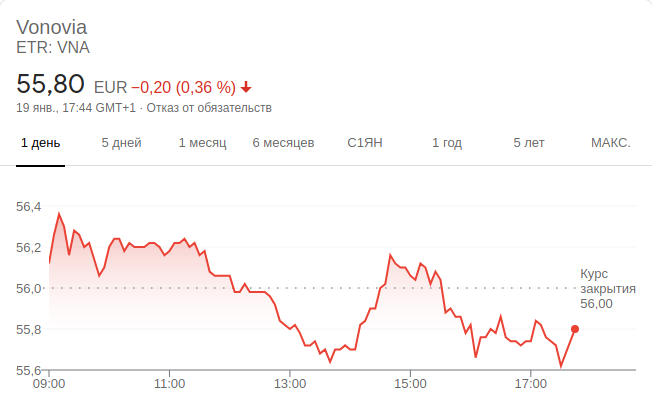 Vonovia
ETR: VNA
55,80 EUR −0,20 (0,36 %)
19 янв., 17:44 GMT+1 · Отказ от обязательств
1 день 5 дней 1 месяц 6 месяцев С1ЯН 1 год 5 лет МАКС.
56,4
56,2
56,0
55,8
55,6
Курс
закрытия
56,00
09:00 11:00 13:00 15:00 17:00